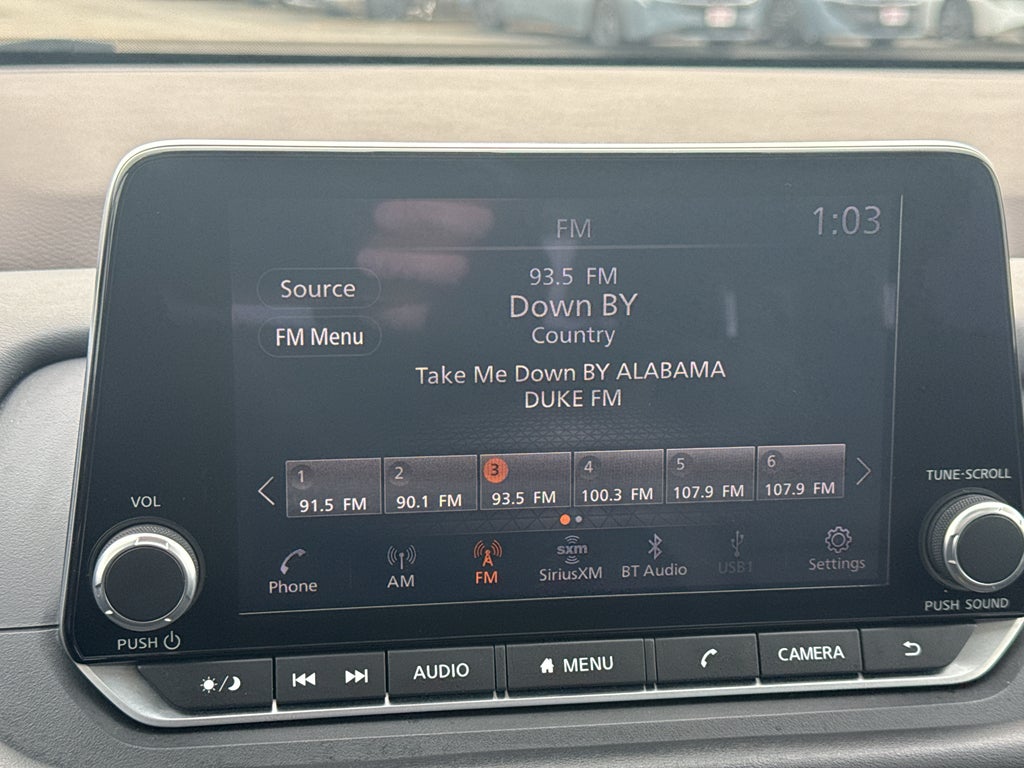 FM
1:03
Source
FM Menu
93.5 FM
Down BY
Country
Take Me Down BY ALABAMA
DUKE FM
1
91.5 FM
2
90.1 FM
3
93.5 FM
4
100.3 FM
5
107.9 FM
6
107.9 FM
Phone
AM
FM
sxm
SiriusXM
BT Audio
USB1
Settings
VOL
PUSH
TUNE·SCROLL
PUSH SOUND
AUDIO
MENU
CAMERA